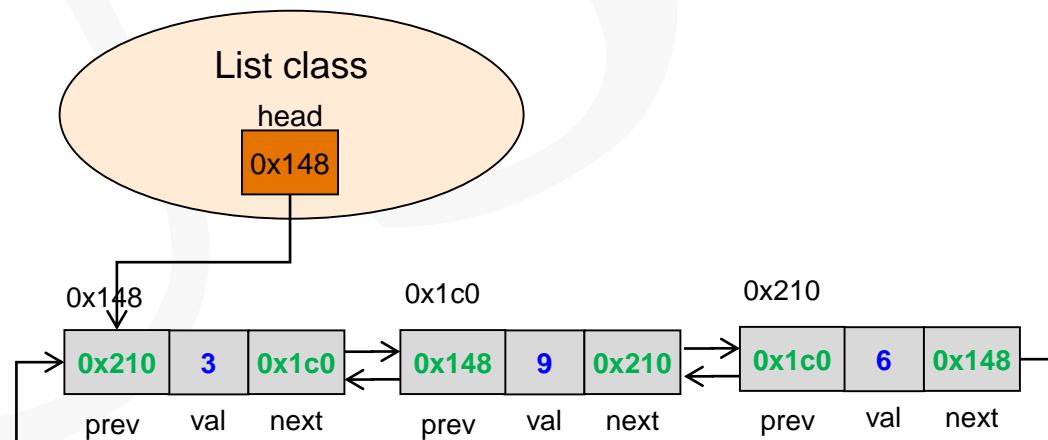 List class
head
0x148
0x148 0x1c0 0x210
0x210 3 0x1c0 0x148 9 0x210 0x1c0 6 0x148
prev val next prev val next prev val next